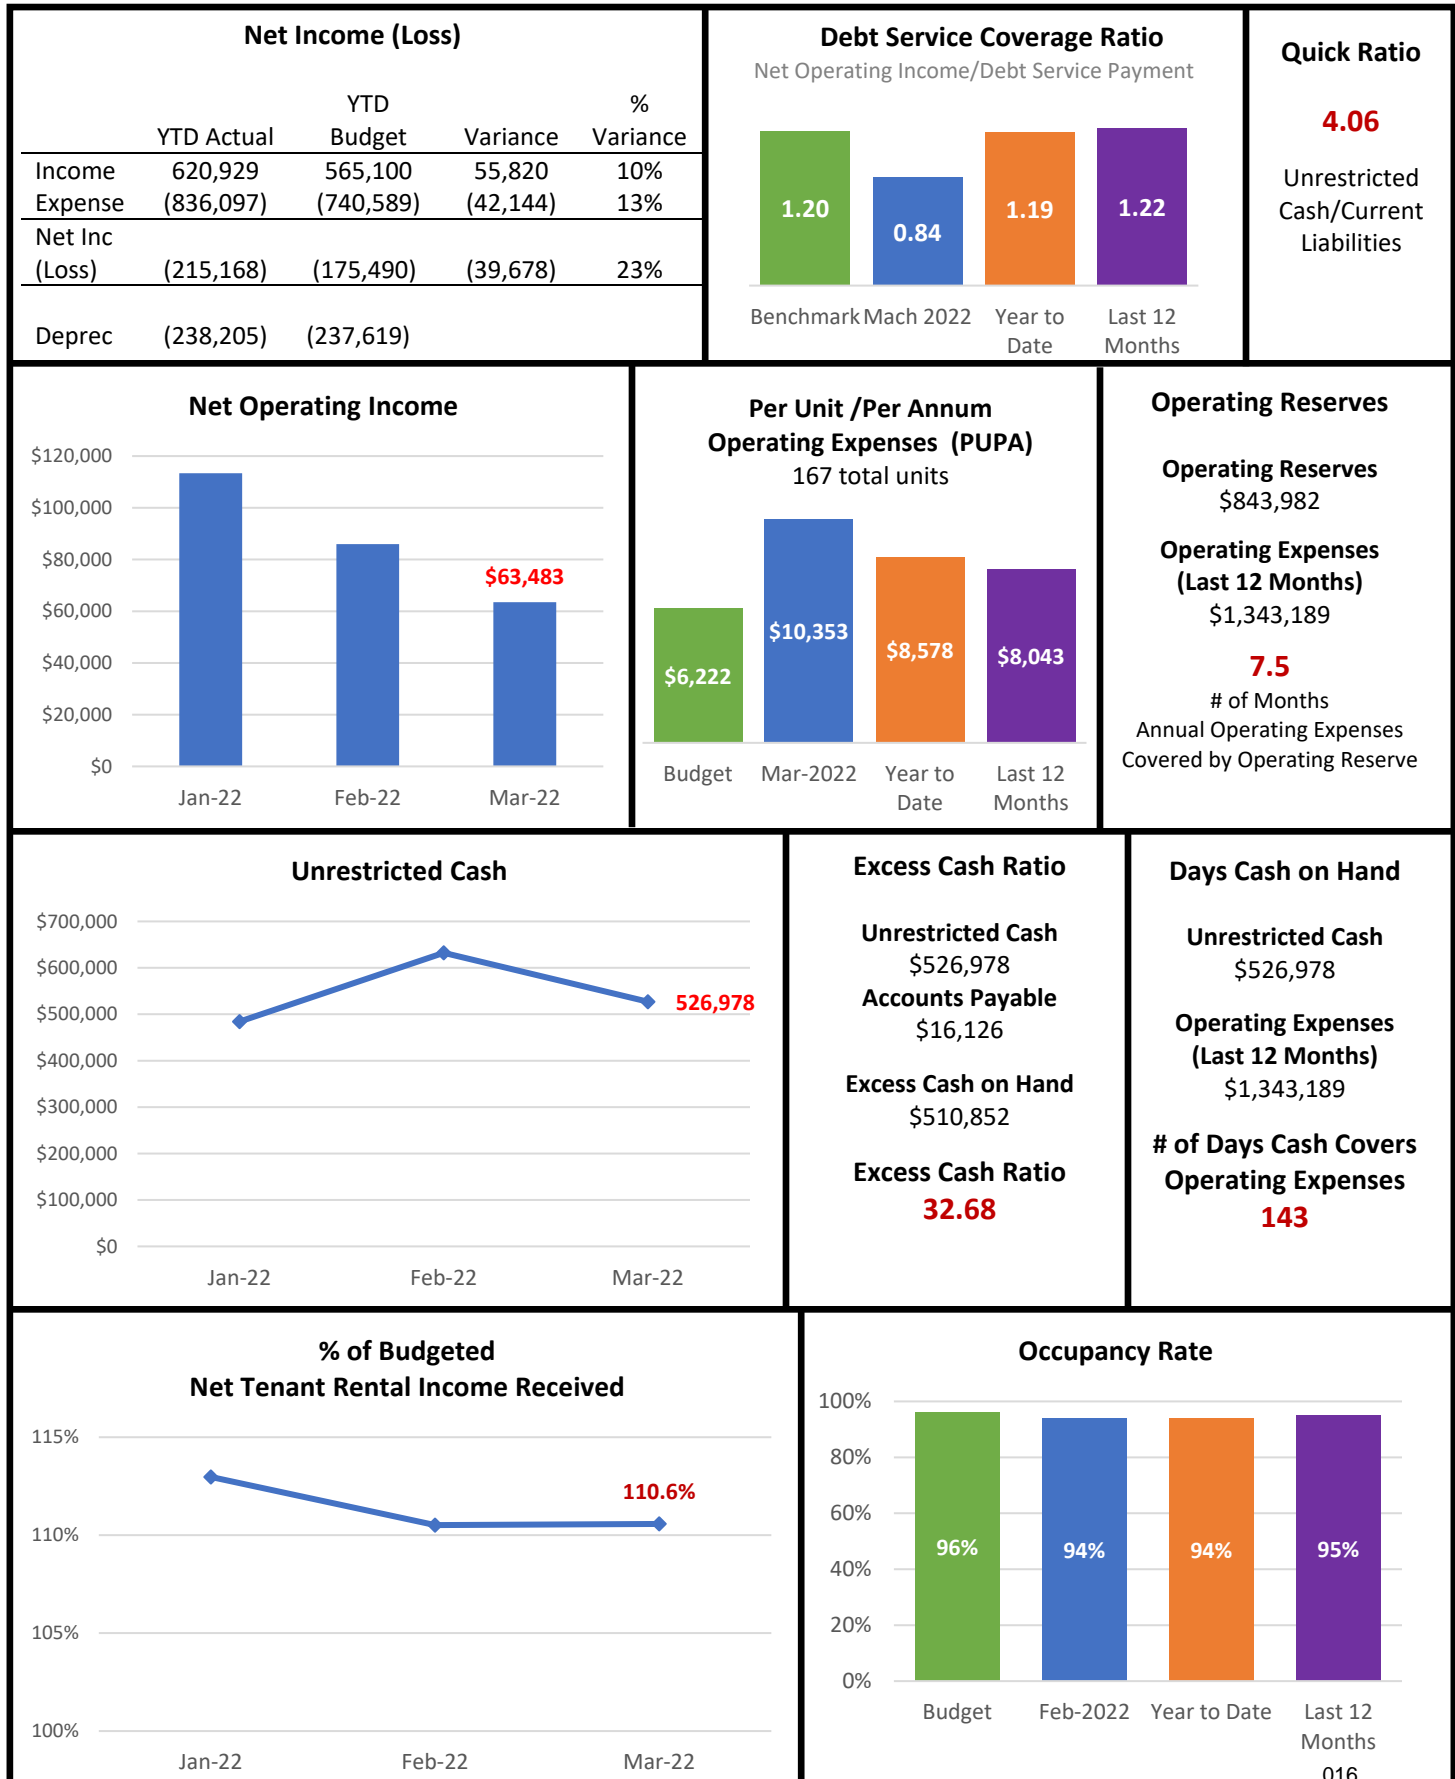 Net Income (Loss)
YTD %
YTD Actual Budget Variance Variance
Income 620,929 565,100 55,820 10%
Expense (836,097) (740,589) (42,144) 13%
Net Inc
(Loss) (215,168) (175,490) (39,678) 23%
Deprec (238,205) (237,619)
Debt Service Coverage Ratio
Net Operating Income/Debt Service Payment
1.20 0.84 1.19 1.22
Benchmark Mach 2022 Year to Last 12
Date Months
Quick Ratio
4.06
Unrestricted
Cash/Current
Liabilities
Net Operating Income
$120,000
$100,000
$80,000
$63,483
$60,000
$40,000
$20,000
$0
Jan-22 Feb-22 Mar-22
Per Unit /Per Annum
Operating Expenses (PUPA)
167 total units
$6,222 $10,353 $8,578 $8,043
Budget Mar-2022 Year to Last 12
Date Months
Operating Reserves
Operating Reserves
$843,982
Operating Expenses
(Last 12 Months)
$1,343,189
7.5
# of Months
Annual Operating Expenses
Covered by Operating Reserve
Unrestricted Cash
$700,000
$600,000
$500,000
526,978
$400,000
$300,000
$200,000
$100,000
$0
Jan-22 Feb-22 Mar-22
Excess Cash Ratio
Unrestricted Cash
$526,978
Accounts Payable
$16,126
Excess Cash on Hand
$510,852
Excess Cash Ratio
32.68
Days Cash on Hand
Unrestricted Cash
$526,978
Operating Expenses
(Last 12 Months)
$1,343,189
# of Days Cash Covers
Operating Expenses
143
% of Budgeted
Net Tenant Rental Income Received
115%
110.6%
110%
105%
100%
Jan-22 Feb-22 Mar-22
Occupancy Rate
100%
80%
60%
40%
20%
0%
96% 94% 94% 95%
Budget Feb-2022 Year to Date Last 12
Months
016